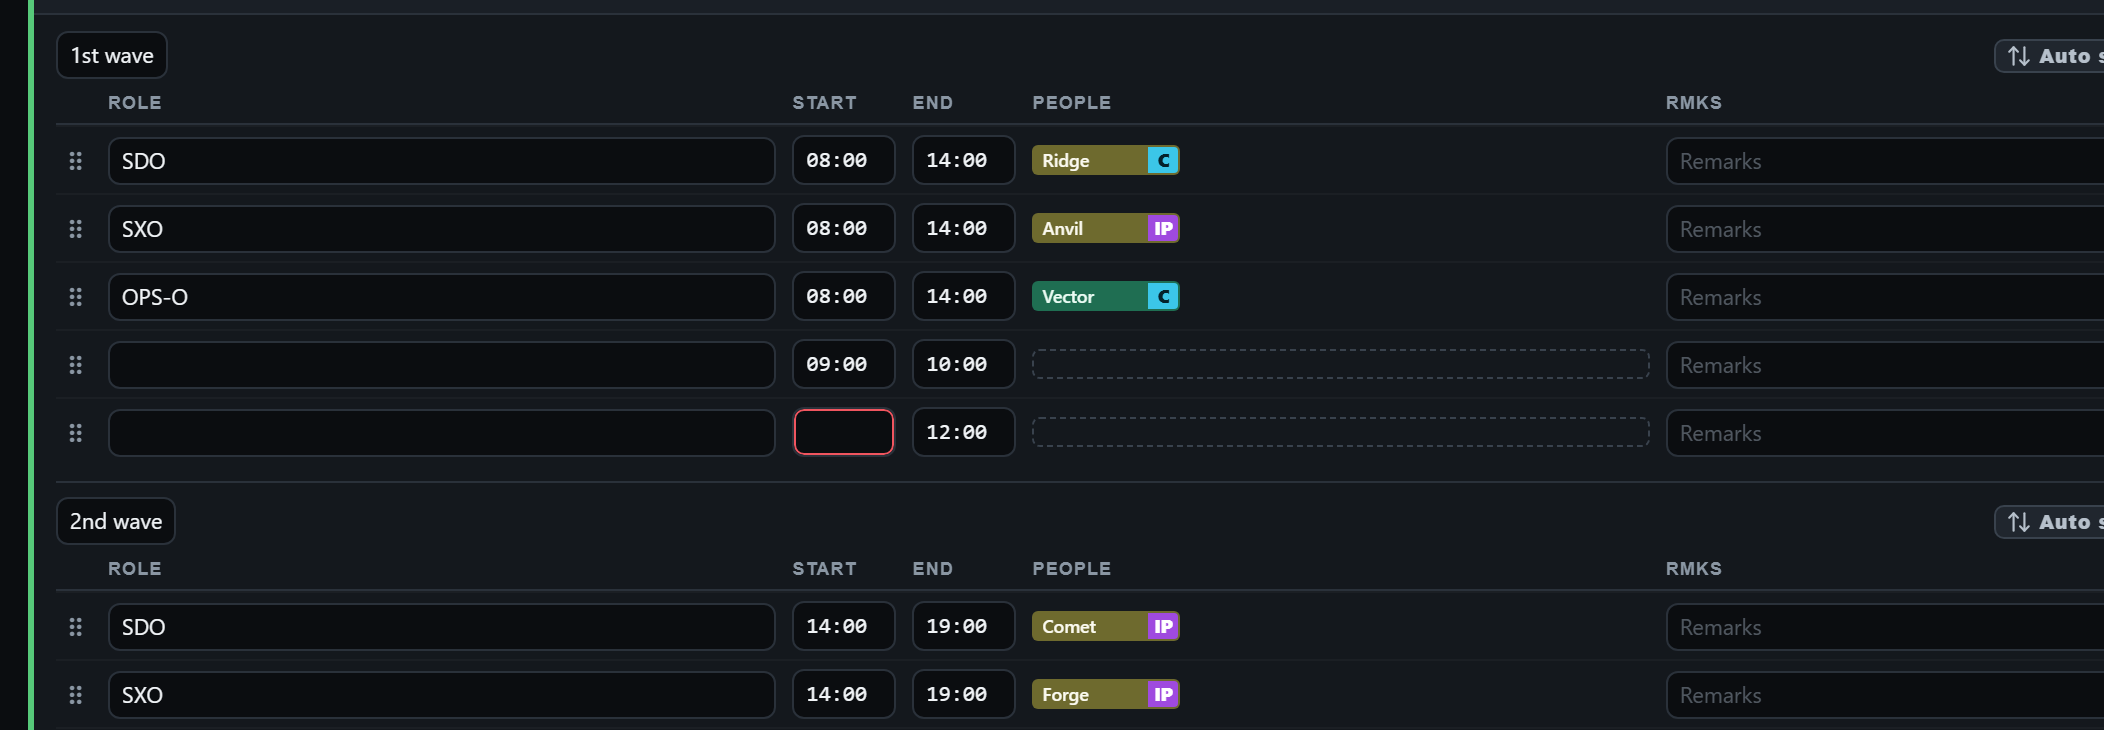 1st wave
Auto s
ROLE START END PEOPLE RMKS
SDO 08:00 14:00 Ridge C Remarks
SXO 08:00 14:00 Anvil IP Remarks
OPS-O 08:00 14:00 Vector C Remarks
09:00 10:00 Remarks
12:00 Remarks
2nd wave
Auto s
ROLE START END PEOPLE RMKS
SDO 14:00 19:00 Comet IP Remarks
SXO 14:00 19:00 Forge IP Remarks